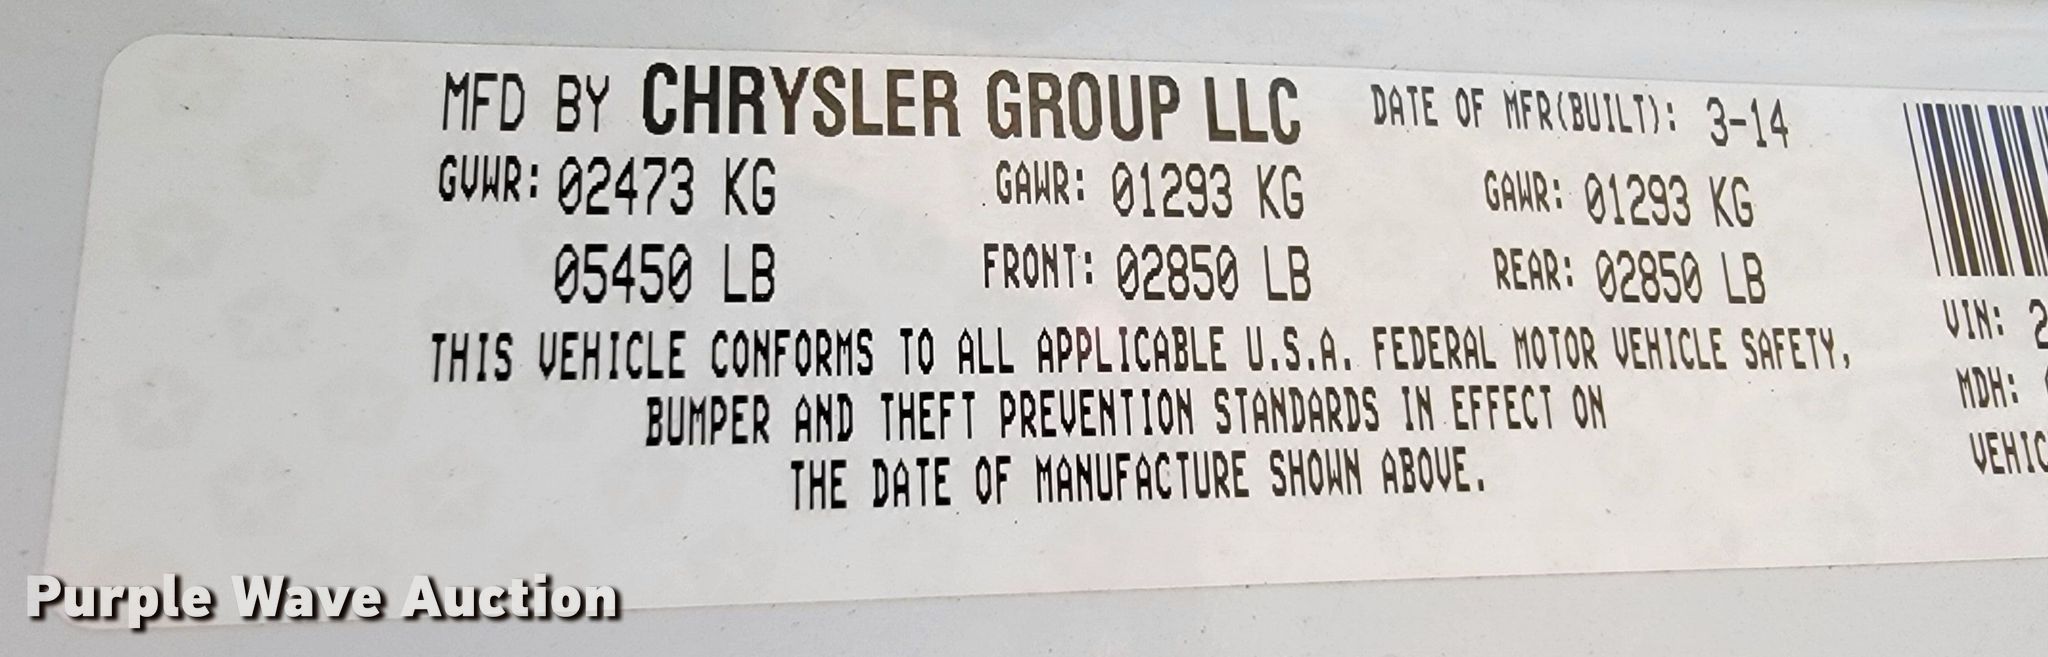 MFD BY CHRYSLER GROUP LLC DATE OF MFR(BUILT): 3-14
GVWR: 02473 KG GAWR: 01293 KG GAWR: 01293 KG
05450 LB FRONT: 02850 LB REAR: 02850 LB
THIS VEHICLE CONFORMS TO ALL APPLICABLE U.S.A. FEDERAL MOTOR VEHICLE SAFETY,
BUMPER AND THEFT PREVENTION STANDARDS IN EFFECT ON
THE DATE OF MANUFACTURE SHOWN ABOVE.
VIN: 2
MDH:
VEHIC
Purple Wave Auction